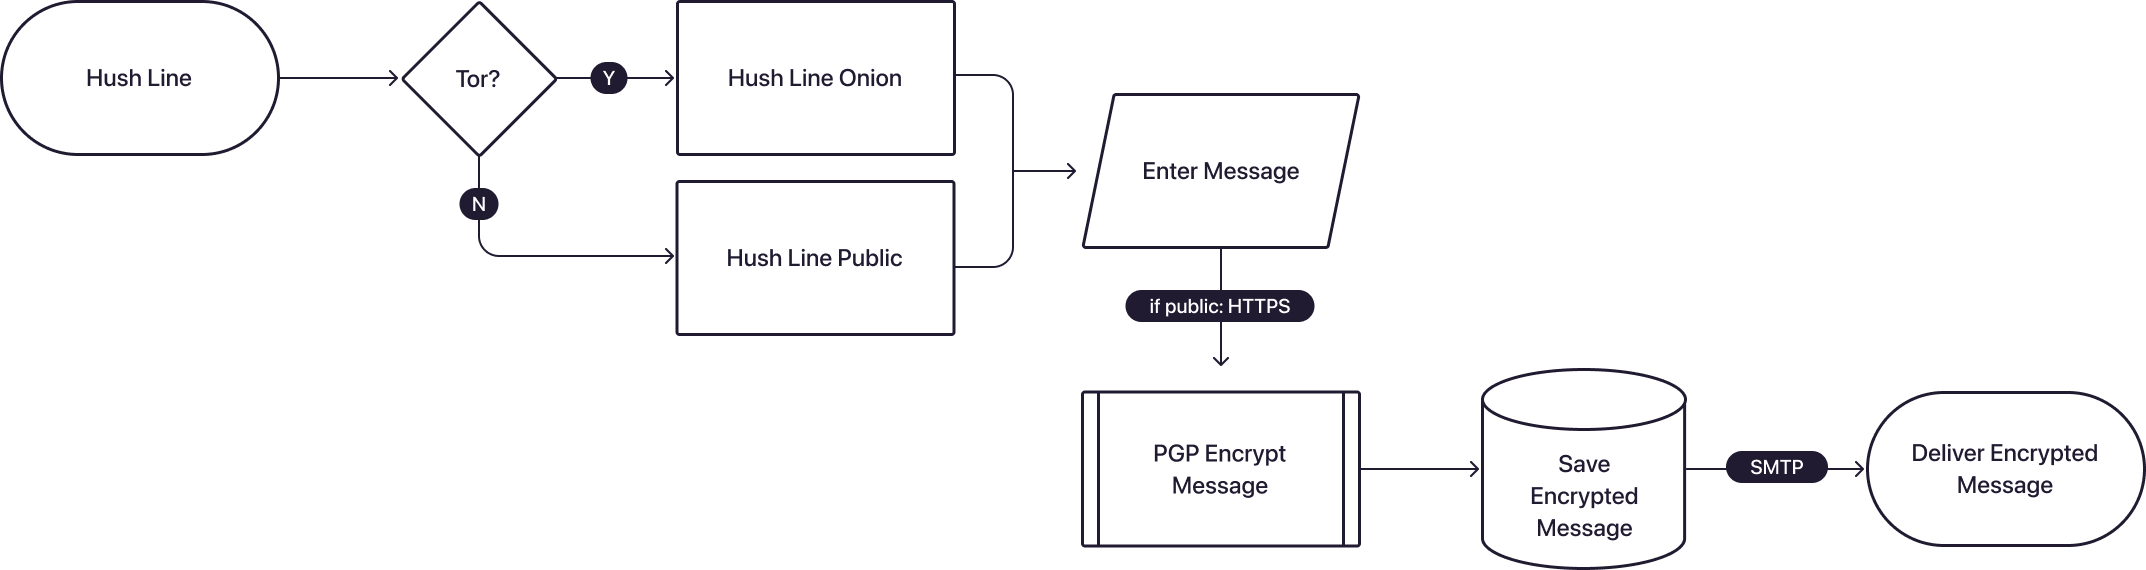 Hush Line
Tor?
Y
Hush Line Onion
N
Hush Line Public
Enter Message
if public: HTTPS
PGP Encrypt
Message
Save
Encrypted
Message
SMTP
Deliver Encrypted
Message